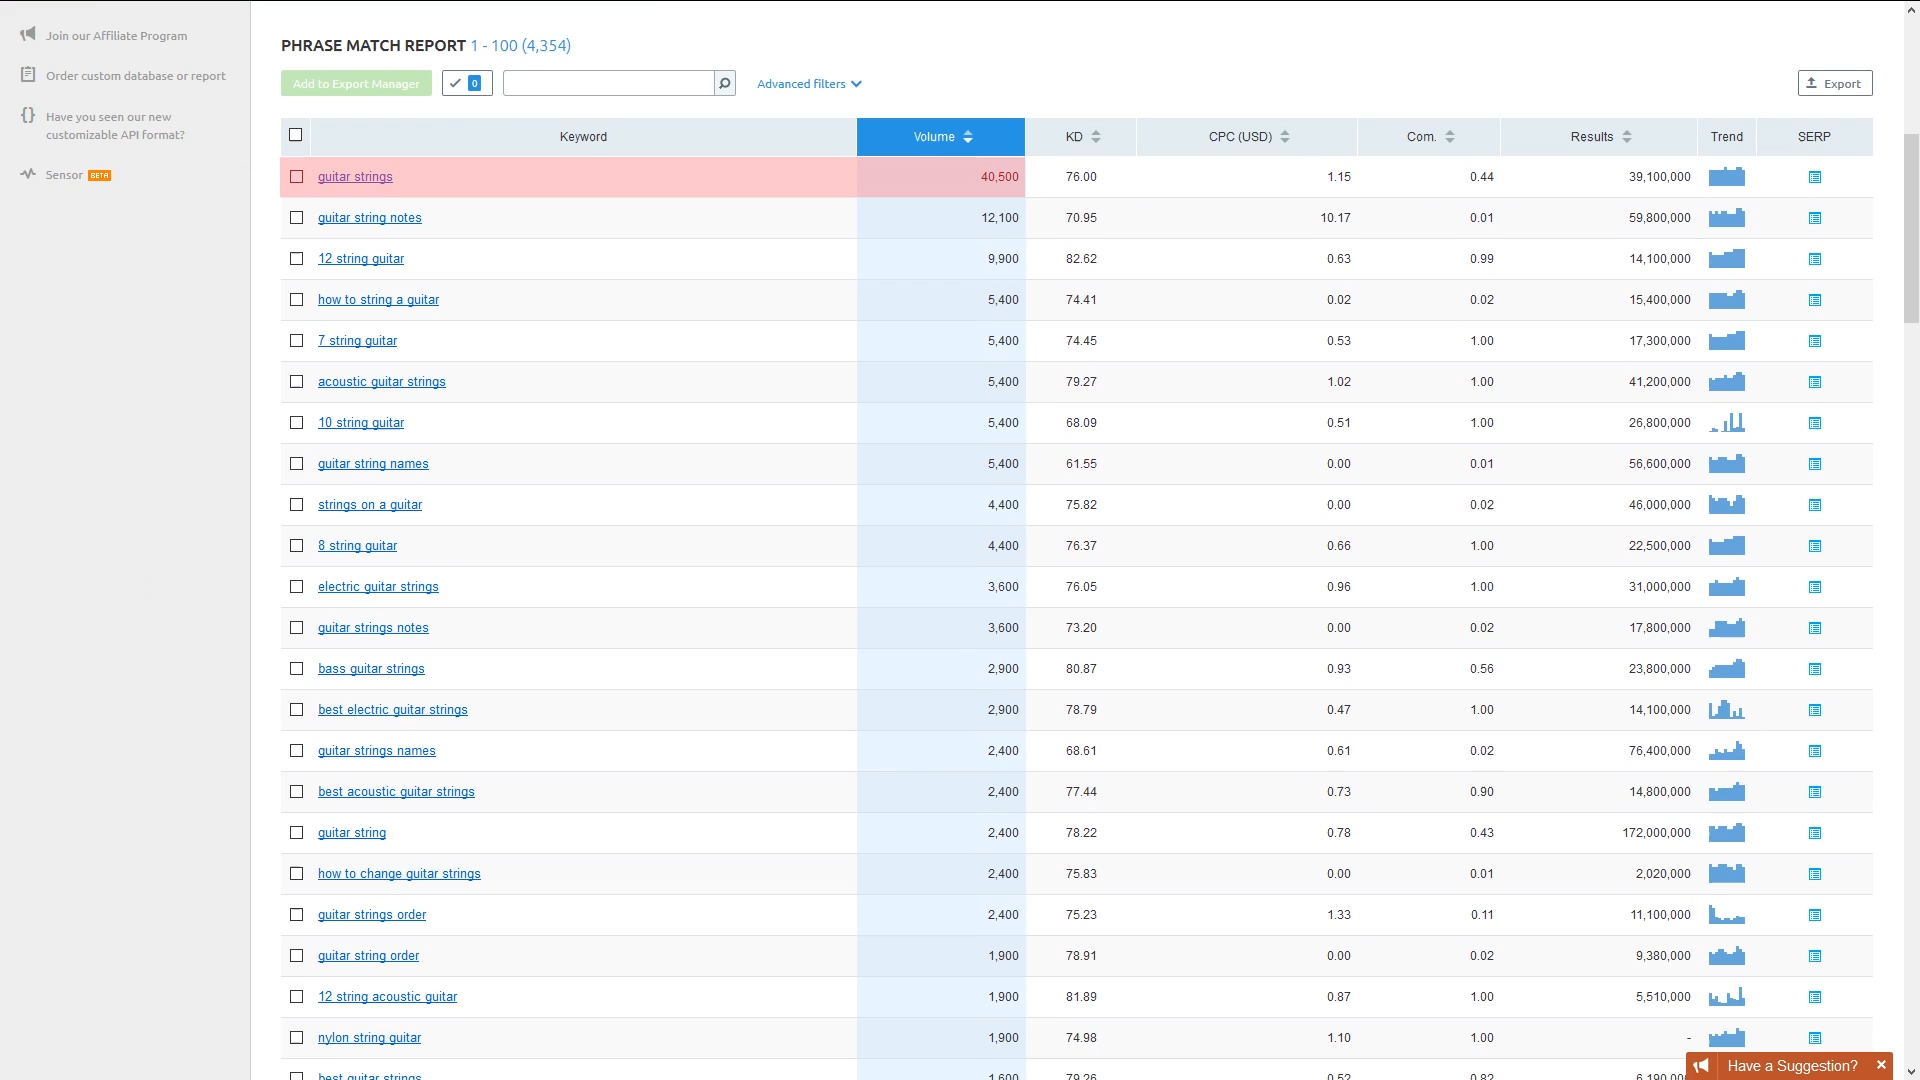 Join our Affiliate Program
Order custom database or report
Have you seen our new
customizable API format?
Sensor BETA
PHRASE MATCH REPORT 1 - 100 (4,354)
Add to Export Manager 0 Advanced filters Export
Keyword Volume KD CPC (USD) Com. Results Trend SERP
guitar strings 40,500 76.00 1.15 0.44 39,100,000
guitar string notes 12,100 70.95 10.17 0.01 59,800,000
12 string guitar 9,900 82.62 0.63 0.99 14,100,000
how to string a guitar 5,400 74.41 0.02 0.02 15,400,000
7 string guitar 5,400 74.45 0.53 1.00 17,300,000
acoustic guitar strings 5,400 79.27 1.02 1.00 41,200,000
10 string guitar 5,400 68.09 0.51 1.00 26,800,000
guitar string names 5,400 61.55 0.00 0.01 56,600,000
strings on a guitar 4,400 75.82 0.00 0.02 46,000,000
8 string guitar 4,400 76.37 0.66 1.00 22,500,000
electric guitar strings 3,600 76.05 0.96 1.00 31,000,000
guitar strings notes 3,600 73.20 0.00 0.02 17,800,000
bass guitar strings 2,900 80.87 0.93 0.56 23,800,000
best electric guitar strings 2,900 78.79 0.47 1.00 14,100,000
guitar strings names 2,400 68.61 0.61 0.02 76,400,000
best acoustic guitar strings 2,400 77.44 0.73 0.90 14,800,000
guitar string 2,400 78.22 0.78 0.43 172,000,000
how to change guitar strings 2,400 75.83 0.00 0.01 2,020,000
guitar strings order 2,400 75.23 1.33 0.11 11,100,000
guitar string order 1,900 78.91 0.00 0.02 9,380,000
12 string acoustic guitar 1,900 81.89 0.87 1.00 5,510,000
nylon string guitar 1,900 74.98 1.10 1.00 -
best guitar strings 1,600 79.26 0.52 0.82
Have a Suggestion?